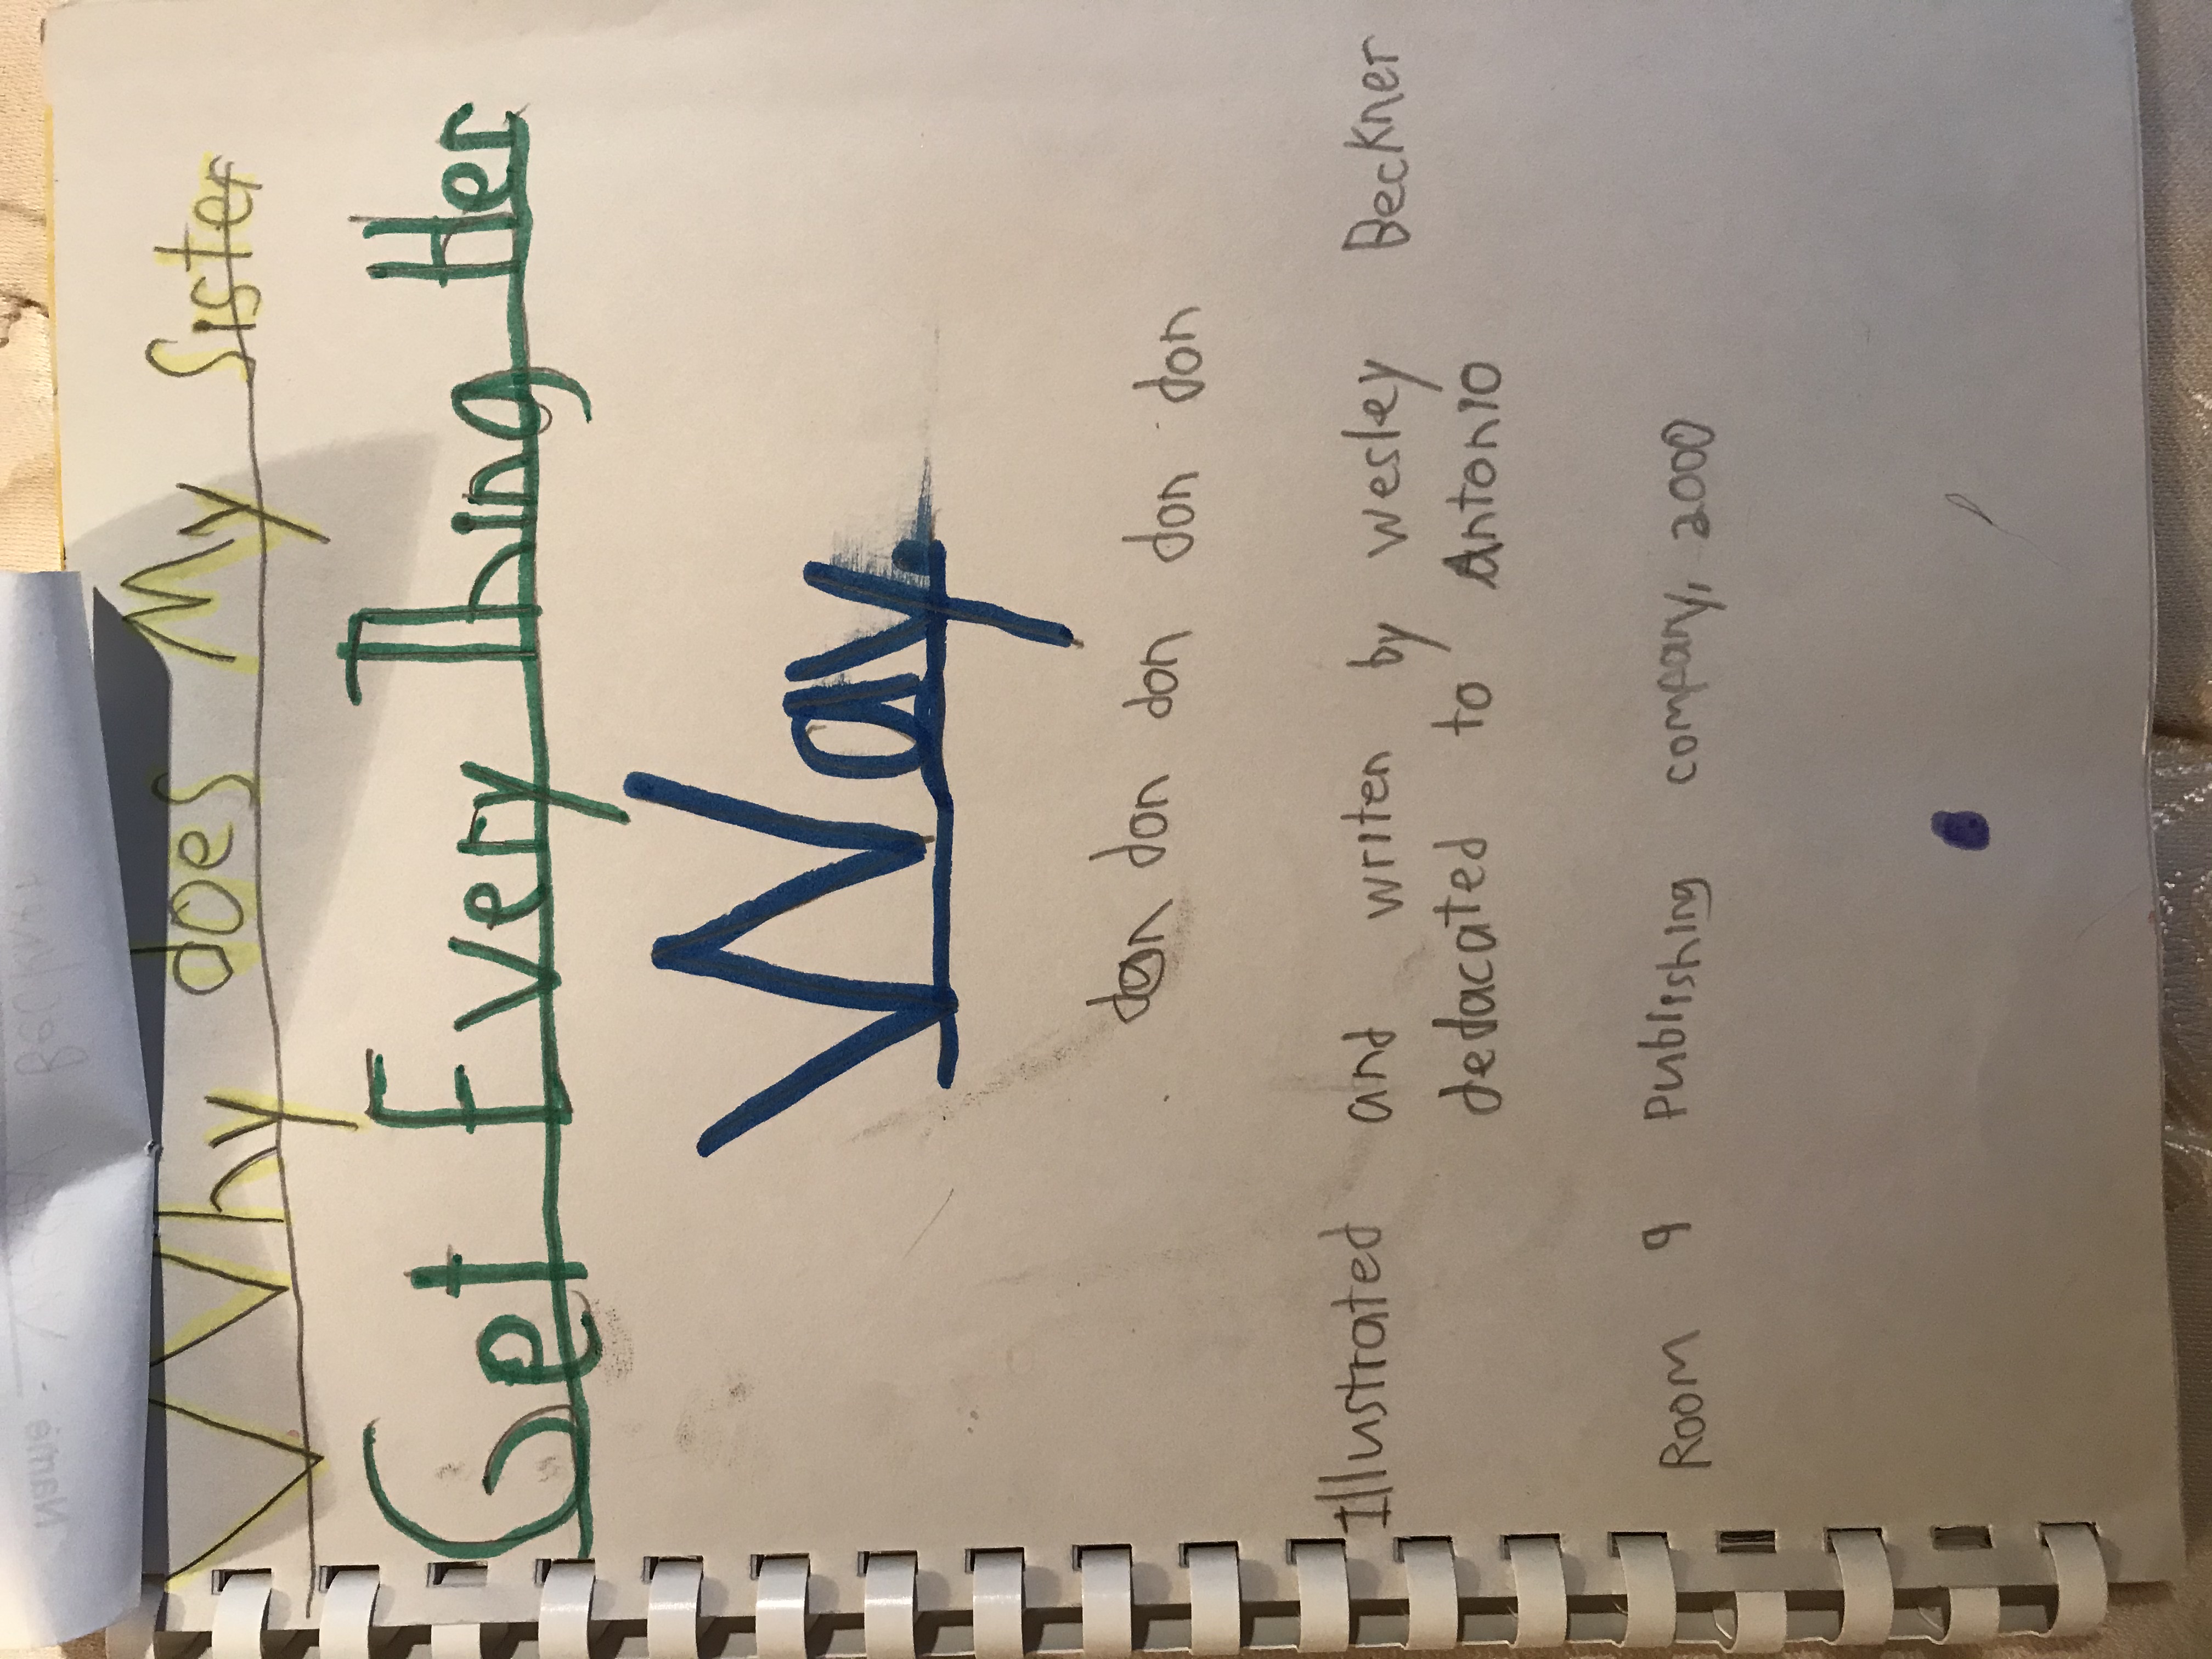 Name Beckner
Why does My Sister
Get Every Thing Her
Way.
don don don don don
Illustrated and writen by Wesley Beckner
dedacated to Antonio
Room 9 Publishing company, 2000